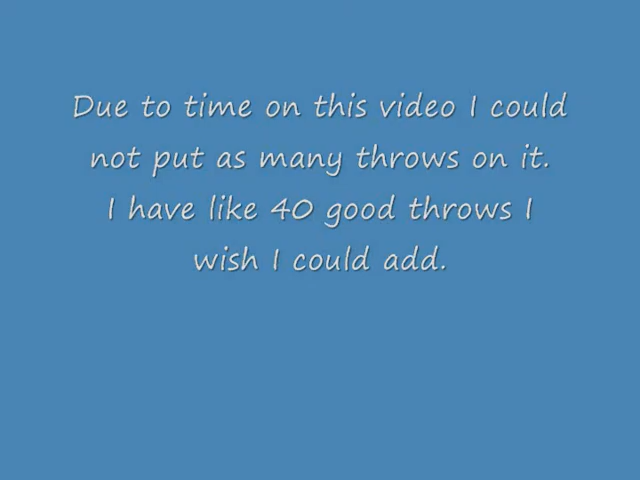 Due to time on this video I could
not put as many throws on it.
I have like 40 good throws I
wish I could add.